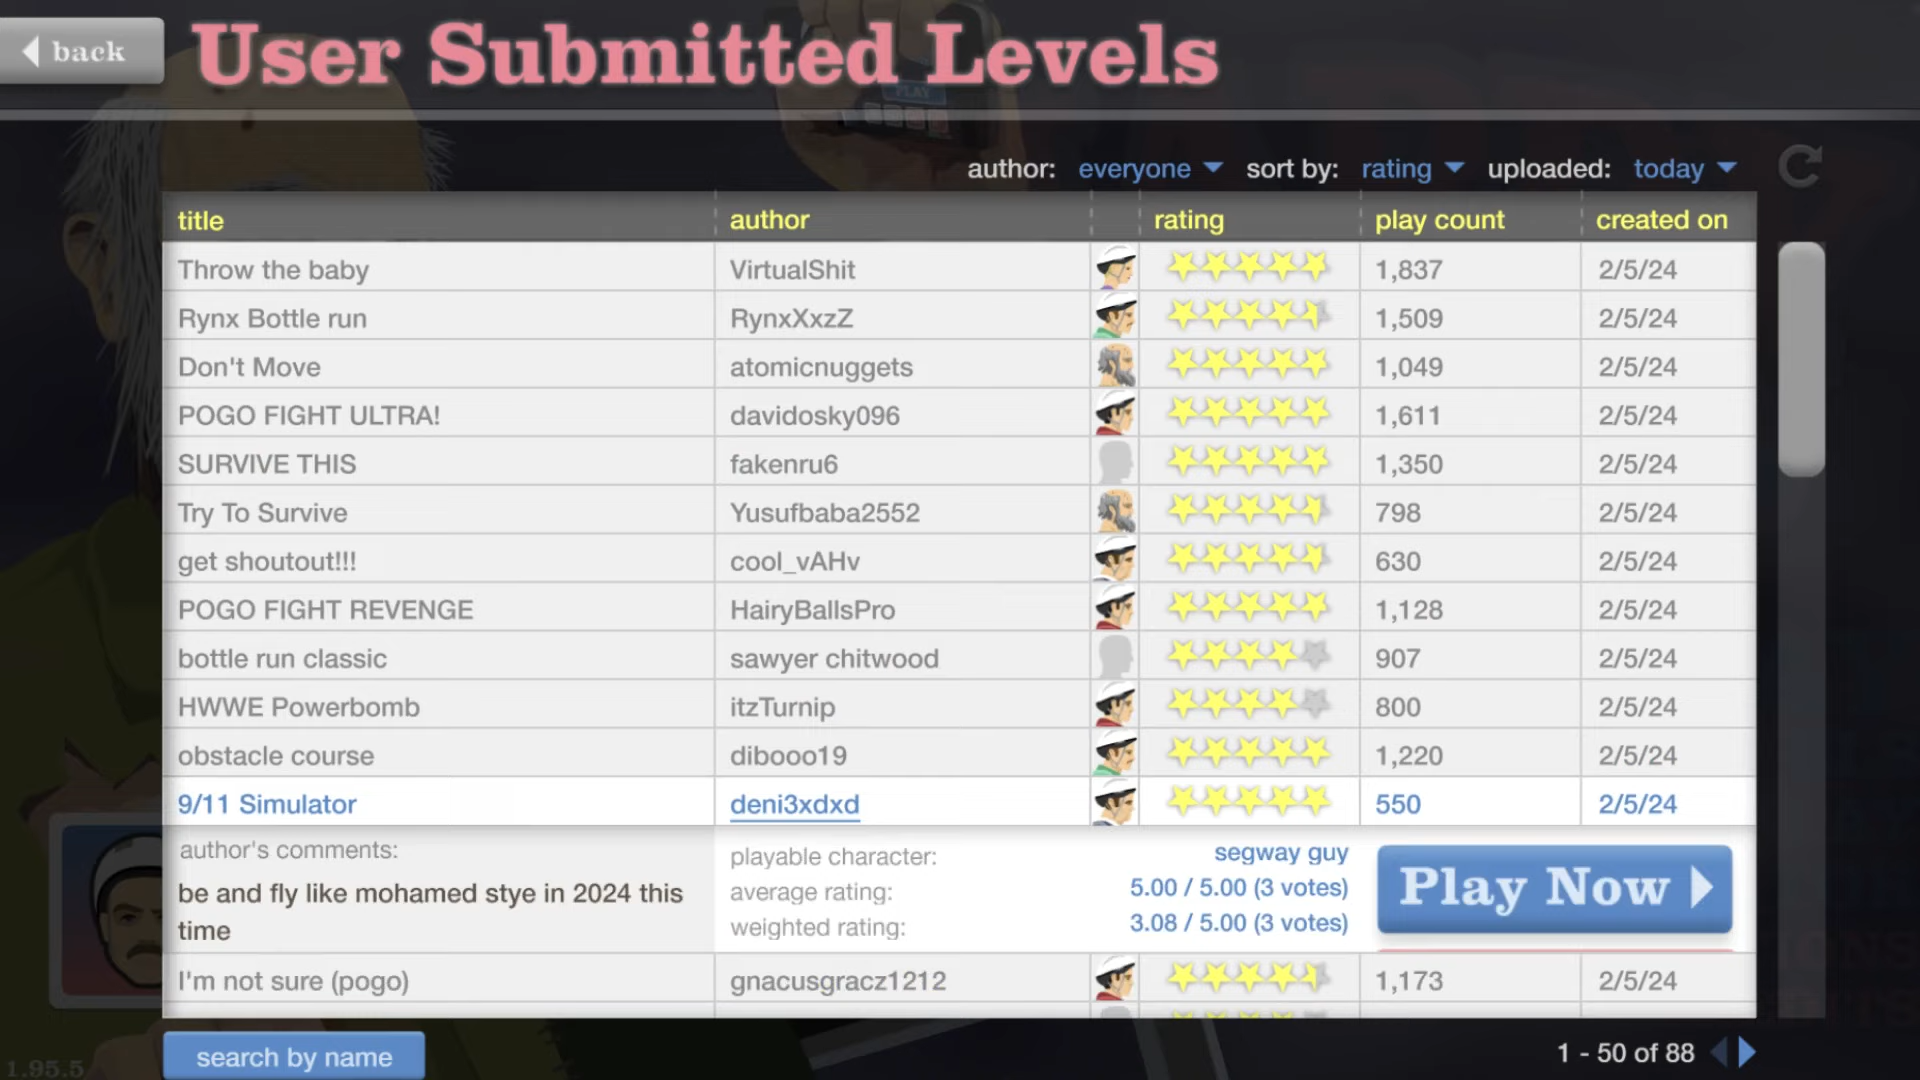 back
User Submitted Levels
PLAY
author: everyone sort by: rating uploaded: today
title author rating play count created on
Throw the baby VirtualShit 1,837 2/5/24
Rynx Bottle run RynxXxzZ 1,509 2/5/24
Don't Move atomicnuggets 1,049 2/5/24
POGO FIGHT ULTRA! davidosky096 1,611 2/5/24
SURVIVE THIS fakenru6 1,350 2/5/24
Try To Survive Yusufbaba2552 798 2/5/24
get shoutout!!! cool_vAHv 630 2/5/24
POGO FIGHT REVENGE HairyBallsPro 1,128 2/5/24
bottle run classic sawyer chitwood 907 2/5/24
HWWE Powerbomb itzTurnip 800 2/5/24
obstacle course dibooo19 1,220 2/5/24
9/11 Simulator deni3xdxd 550 2/5/24
author's comments:
be and fly like mohamed stye in 2024 this
time
playable character: segway guy
average rating: 5.00 / 5.00 (3 votes)
weighted rating: 3.08 / 5.00 (3 votes)
Play Now
I'm not sure (pogo) gnacusgracz1212 1,173 2/5/24
search by name
1 - 50 of 88
1.95.5